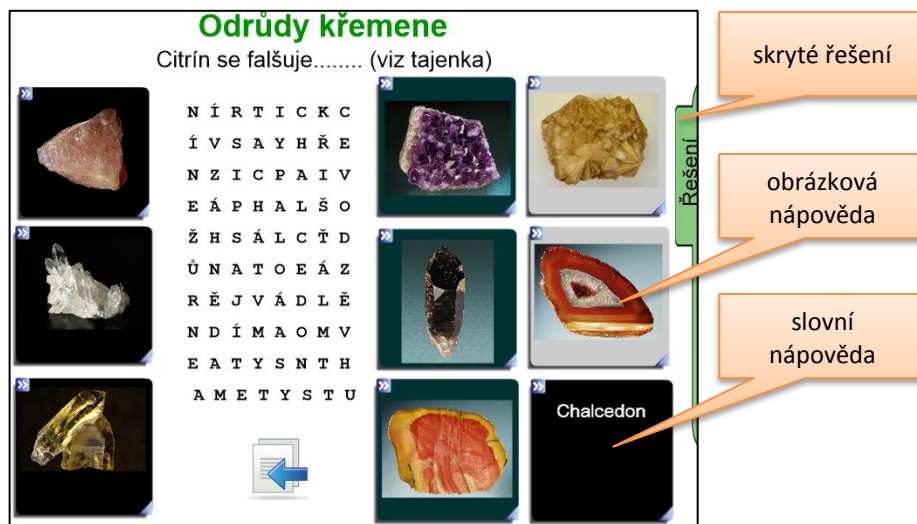 Odrůdy křemene
Citrín se falšuje........ (viz tajenka)
N Í R T I C K C
Í V S A Y H Ř E
N Z I C P A I V
E Á P H A L Š O
Ž H S Á L C Ť D
Ů N A T O E Á Z
R Ě J V Á D L Ě
N D Í M A O M V
E A T Y S N T H
A M E T Y S T U
Chalcedon
Řešení
skryté řešení
obrázková
nápověda
slovní
nápověda